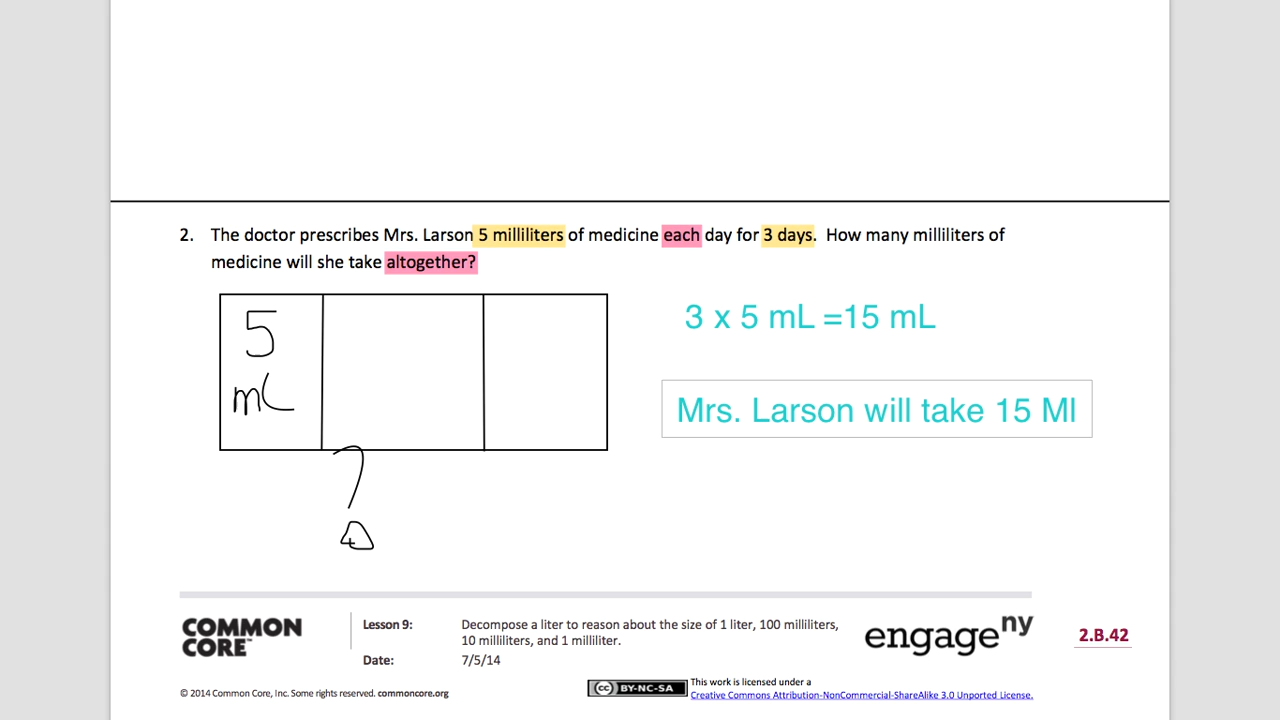 2. The doctor prescribes Mrs. Larson 5 milliliters of medicine each day for 3 days. How many milliliters of
medicine will she take altogether?
5
mL
?
3 x 5 mL =15 mL
Mrs. Larson will take 15 Ml
COMMON
CORE™
Lesson 9:
Decompose a liter to reason about the size of 1 liter, 100 milliliters,
10 milliliters, and 1 milliliter.
Date:
7/5/14
engage ny
2.B.42
© 2014 Common Core, Inc. Some rights reserved. commoncore.org
cc BY-NC-SA
This work is licensed under a
Creative Commons Attribution-NonCommercial-ShareAlike 3.0 Unported License.